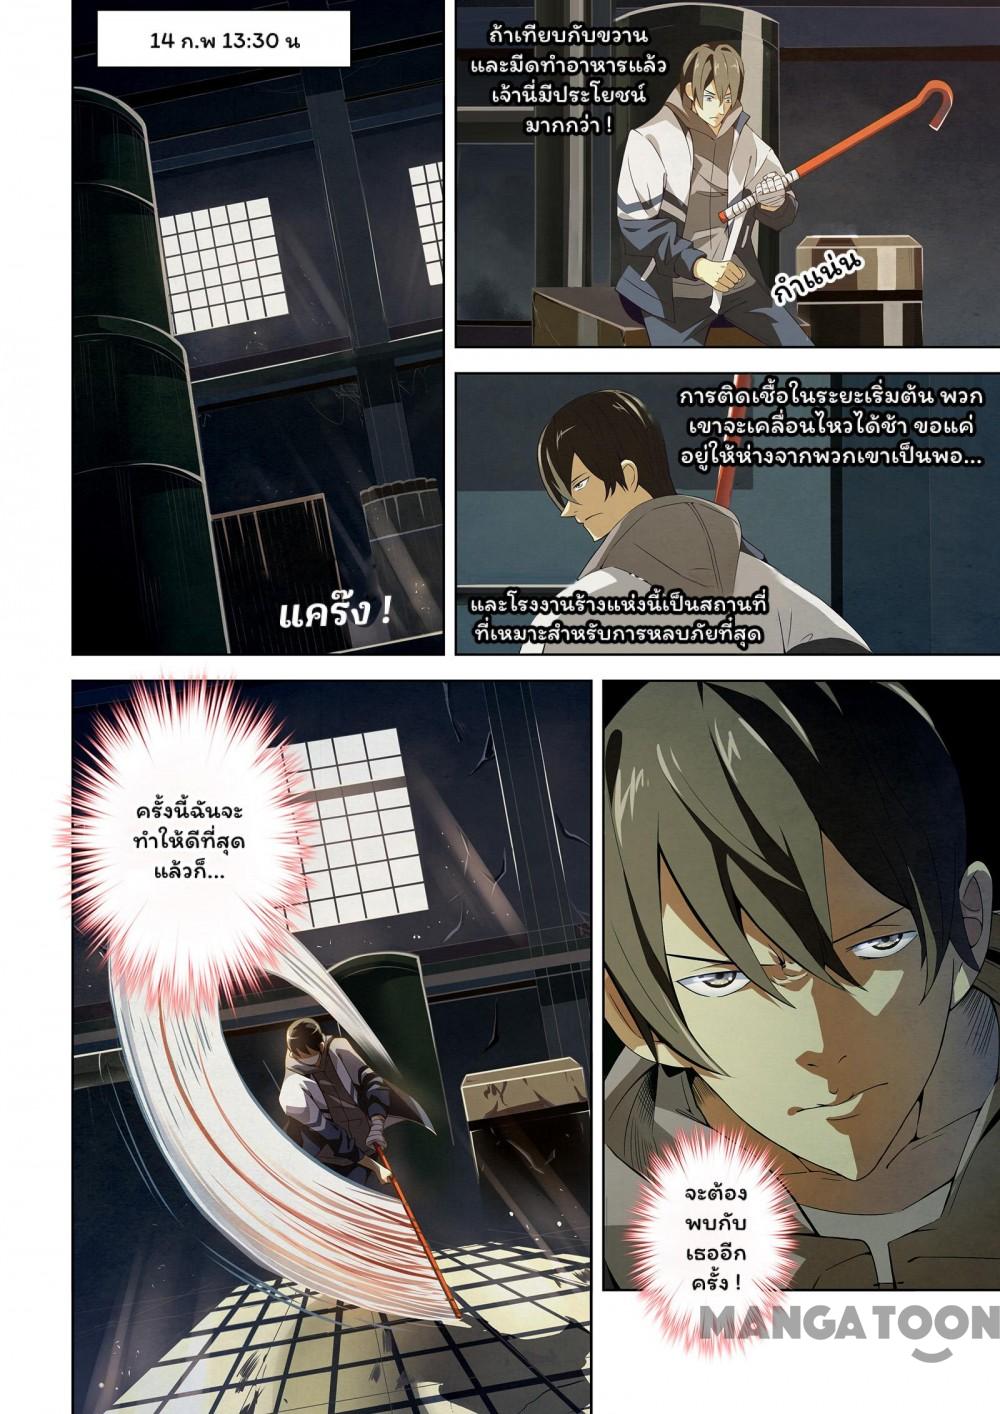 14 ก.พ 13:30 น
แคร๊ง !
ถ้าเทียบกับขวาน
และมีดทำอาหารแล้ว
เจ้านี่มีประโยชน์
มากกว่า !
กำแน่น
การติดเชื้อในระยะเริ่มต้น พวก
เขาจะเคลื่อนไหวได้ช้า ขอแค่
อยู่ให้ห่างจากพวกเขาเป็นพอ...
และโรงงานร้างแห่งนี้เป็นสถานที่
ที่เหมาะสำหรับการหลบภัยที่สุด
ครั้งนี้ฉันจะ
ทำให้ดีที่สุด
แล้วก็...
จะต้อง
พบกับ
เธออีก
ครั้ง !
MANGATOON